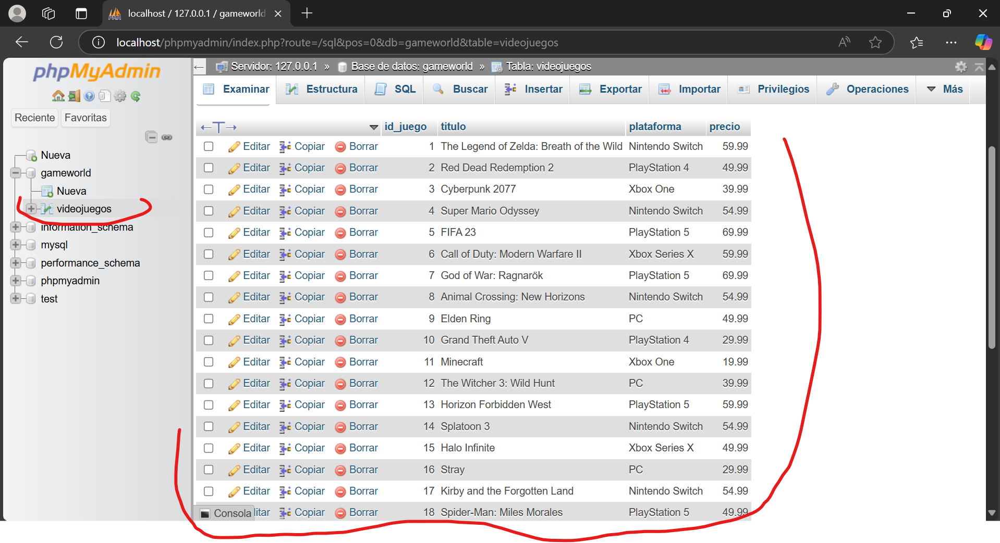 localhost / 127.0.0.1 / gameworld
localhost/phpmyadmin/index.php?route=/sql&pos=0&db=gameworld&table=videojuegos
phpMyAdmin
Reciente Favoritas
Nueva
gameworld
Nueva
videojuegos
information_schema
mysql
performance_schema
phpmyadmin
test
Servidor: 127.0.0.1 » Base de datos: gameworld » Tabla: videojuegos
Examinar Estructura SQL Buscar Insertar Exportar Importar Privilegios Operaciones Más
id_juego titulo plataforma precio
Editar Copiar Borrar 1 The Legend of Zelda: Breath of the Wild Nintendo Switch 59.99
Editar Copiar Borrar 2 Red Dead Redemption 2 PlayStation 4 49.99
Editar Copiar Borrar 3 Cyberpunk 2077 Xbox One 39.99
Editar Copiar Borrar 4 Super Mario Odyssey Nintendo Switch 54.99
Editar Copiar Borrar 5 FIFA 23 PlayStation 5 69.99
Editar Copiar Borrar 6 Call of Duty: Modern Warfare II Xbox Series X 59.99
Editar Copiar Borrar 7 God of War: Ragnarök PlayStation 5 69.99
Editar Copiar Borrar 8 Animal Crossing: New Horizons Nintendo Switch 54.99
Editar Copiar Borrar 9 Elden Ring PC 49.99
Editar Copiar Borrar 10 Grand Theft Auto V PlayStation 4 29.99
Editar Copiar Borrar 11 Minecraft Xbox One 19.99
Editar Copiar Borrar 12 The Witcher 3: Wild Hunt PC 39.99
Editar Copiar Borrar 13 Horizon Forbidden West PlayStation 5 59.99
Editar Copiar Borrar 14 Splatoon 3 Nintendo Switch 54.99
Editar Copiar Borrar 15 Halo Infinite Xbox Series X 49.99
Editar Copiar Borrar 16 Stray PC 29.99
Editar Copiar Borrar 17 Kirby and the Forgotten Land Nintendo Switch 54.99
Consola itar Copiar Borrar 18 Spider-Man: Miles Morales PlayStation 5 49.99